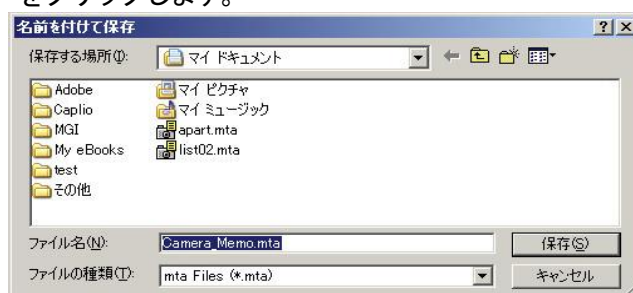 をクリックします。
名前を付けて保存
保存する場所(I):
マイ ドキュメント
Adobe
Caplio
MGI
My eBooks
test
その他
マイ ピクチャ
マイ ミュージック
apart.mta
list02.mta
ファイル名(N):
Camera_Memo.mta
保存(S)
ファイルの種類(T):
mta Files (*.mta)
キャンセル